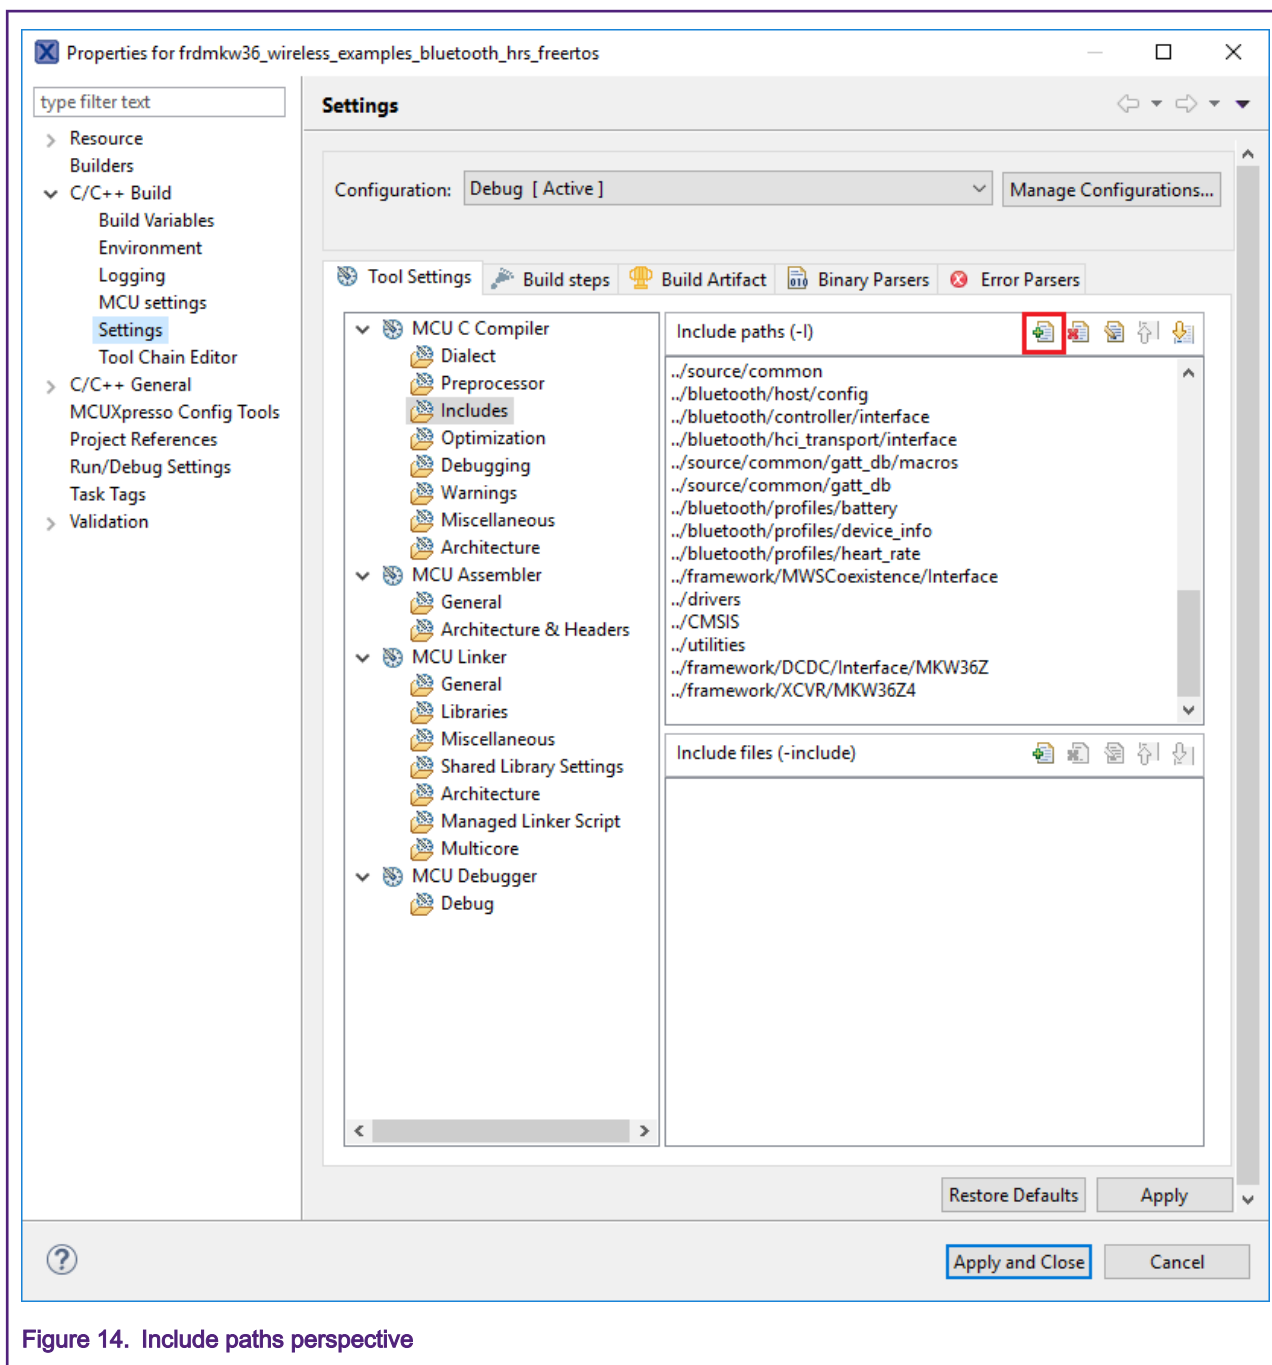 Properties for frdmkw36_wireless_examples_bluetooth_hrs_freertos
type filter text
Resource
Builders
C/C++ Build
Build Variables
Environment
Logging
MCU settings
Settings
Tool Chain Editor
C/C++ General
MCUXpresso Config Tools
Project References
Run/Debug Settings
Task Tags
Validation
Settings
Configuration: Debug [ Active ] Manage Configurations...
Tool Settings Build steps Build Artifact 010 Binary Parsers Error Parsers
MCU C Compiler
Dialect
Preprocessor
Includes
Optimization
Debugging
Warnings
Miscellaneous
Architecture
MCU Assembler
General
Architecture & Headers
MCU Linker
General
Libraries
Miscellaneous
Shared Library Settings
Architecture
Managed Linker Script
Multicore
MCU Debugger
Debug
Include paths (-I)
../source/common
../bluetooth/host/config
../bluetooth/controller/interface
../bluetooth/hci_transport/interface
../source/common/gatt_db/macros
../source/common/gatt_db
../bluetooth/profiles/battery
../bluetooth/profiles/device_info
../bluetooth/profiles/heart_rate
../framework/MWSCoexistence/Interface
../drivers
../CMSIS
../utilities
../framework/DCDC/Interface/MKW36Z
../framework/XCVR/MKW36Z4
Include files (-include)
Restore Defaults Apply
Apply and Close Cancel
Figure 14. Include paths perspective